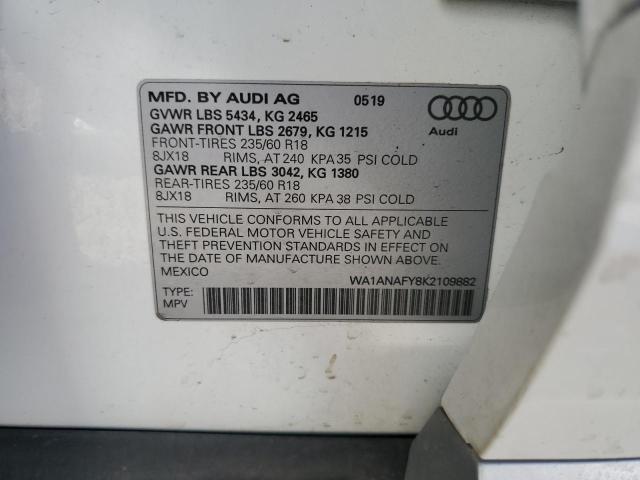 MFD. BY AUDI AG 0519
GVWR LBS 5434, KG 2465
GAWR FRONT LBS 2679, KG 1215
Audi
FRONT-TIRES 235/60 R18
8JX18 RIMS, AT 240 KPA 35 PSI COLD
GAWR REAR LBS 3042, KG 1380
REAR-TIRES 235/60 R18
8JX18 RIMS, AT 260 KPA 38 PSI COLD
THIS VEHICLE CONFORMS TO ALL APPLICABLE
U.S. FEDERAL MOTOR VEHICLE SAFETY AND
THEFT PREVENTION STANDARDS IN EFFECT ON
THE DATE OF MANUFACTURE SHOWN ABOVE.
MEXICO
WA1ANAFY8K2109882
TYPE:
MPV